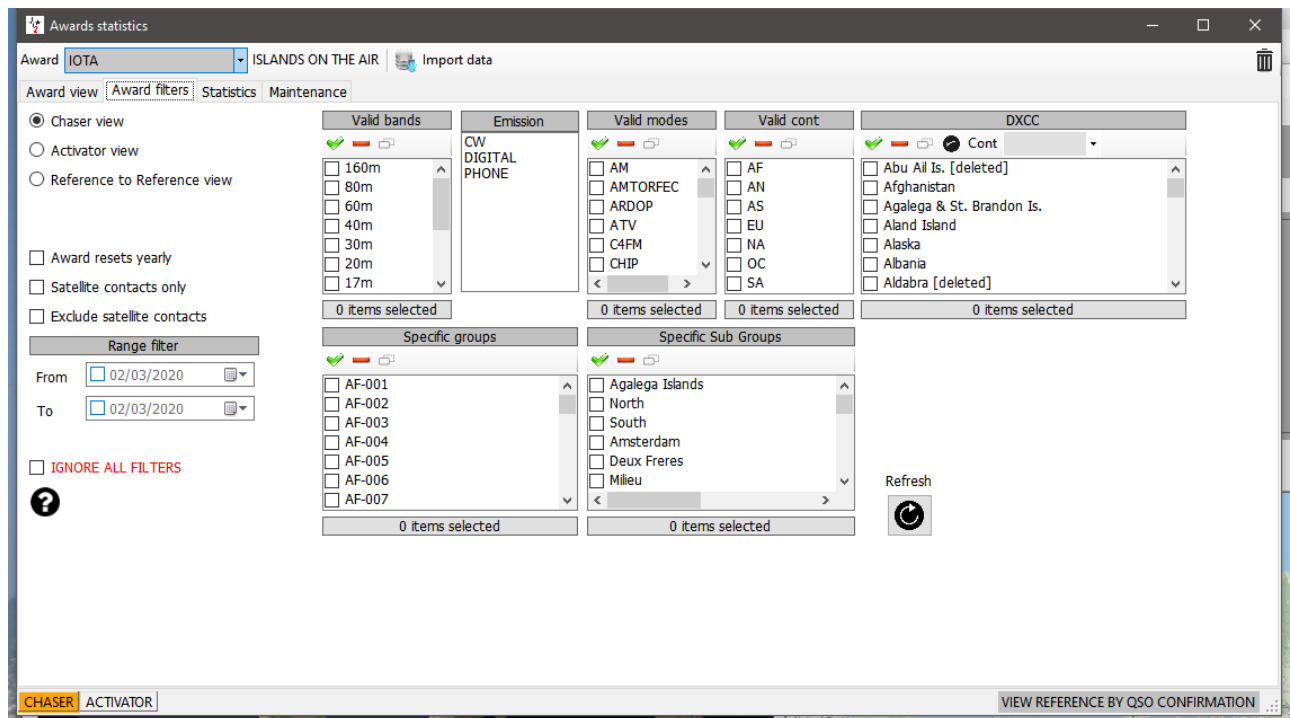 Awards statistics
Award IOTA ISLANDS ON THE AIR Import data
Award view Award filters Statistics Maintenance
Chaser view
Activator view
Reference to Reference view
Award resets yearly
Satellite contacts only
Exclude satellite contacts
Range filter
From 02/03/2020
To 02/03/2020
IGNORE ALL FILTERS
?
Valid bands
160m
80m
60m
40m
30m
20m
17m
0 items selected
Emission
CW
DIGITAL
PHONE
Valid modes
AM
AMTORFEC
ARDOP
ATV
C4FM
CHIP
0 items selected
Valid cont
AF
AN
AS
EU
NA
OC
SA
0 items selected
DXCC
Cont
Abu Ail Is. [deleted]
Afghanistan
Agalega & St. Brandon Is.
Aland Island
Alaska
Albania
Aldabra [deleted]
0 items selected
Specific groups
AF-001
AF-002
AF-003
AF-004
AF-005
AF-006
AF-007
0 items selected
Specific Sub Groups
Agalega Islands
North
South
Amsterdam
Deux Freres
Milieu
0 items selected
Refresh
CHASER ACTIVATOR
VIEW REFERENCE BY QSO CONFIRMATION